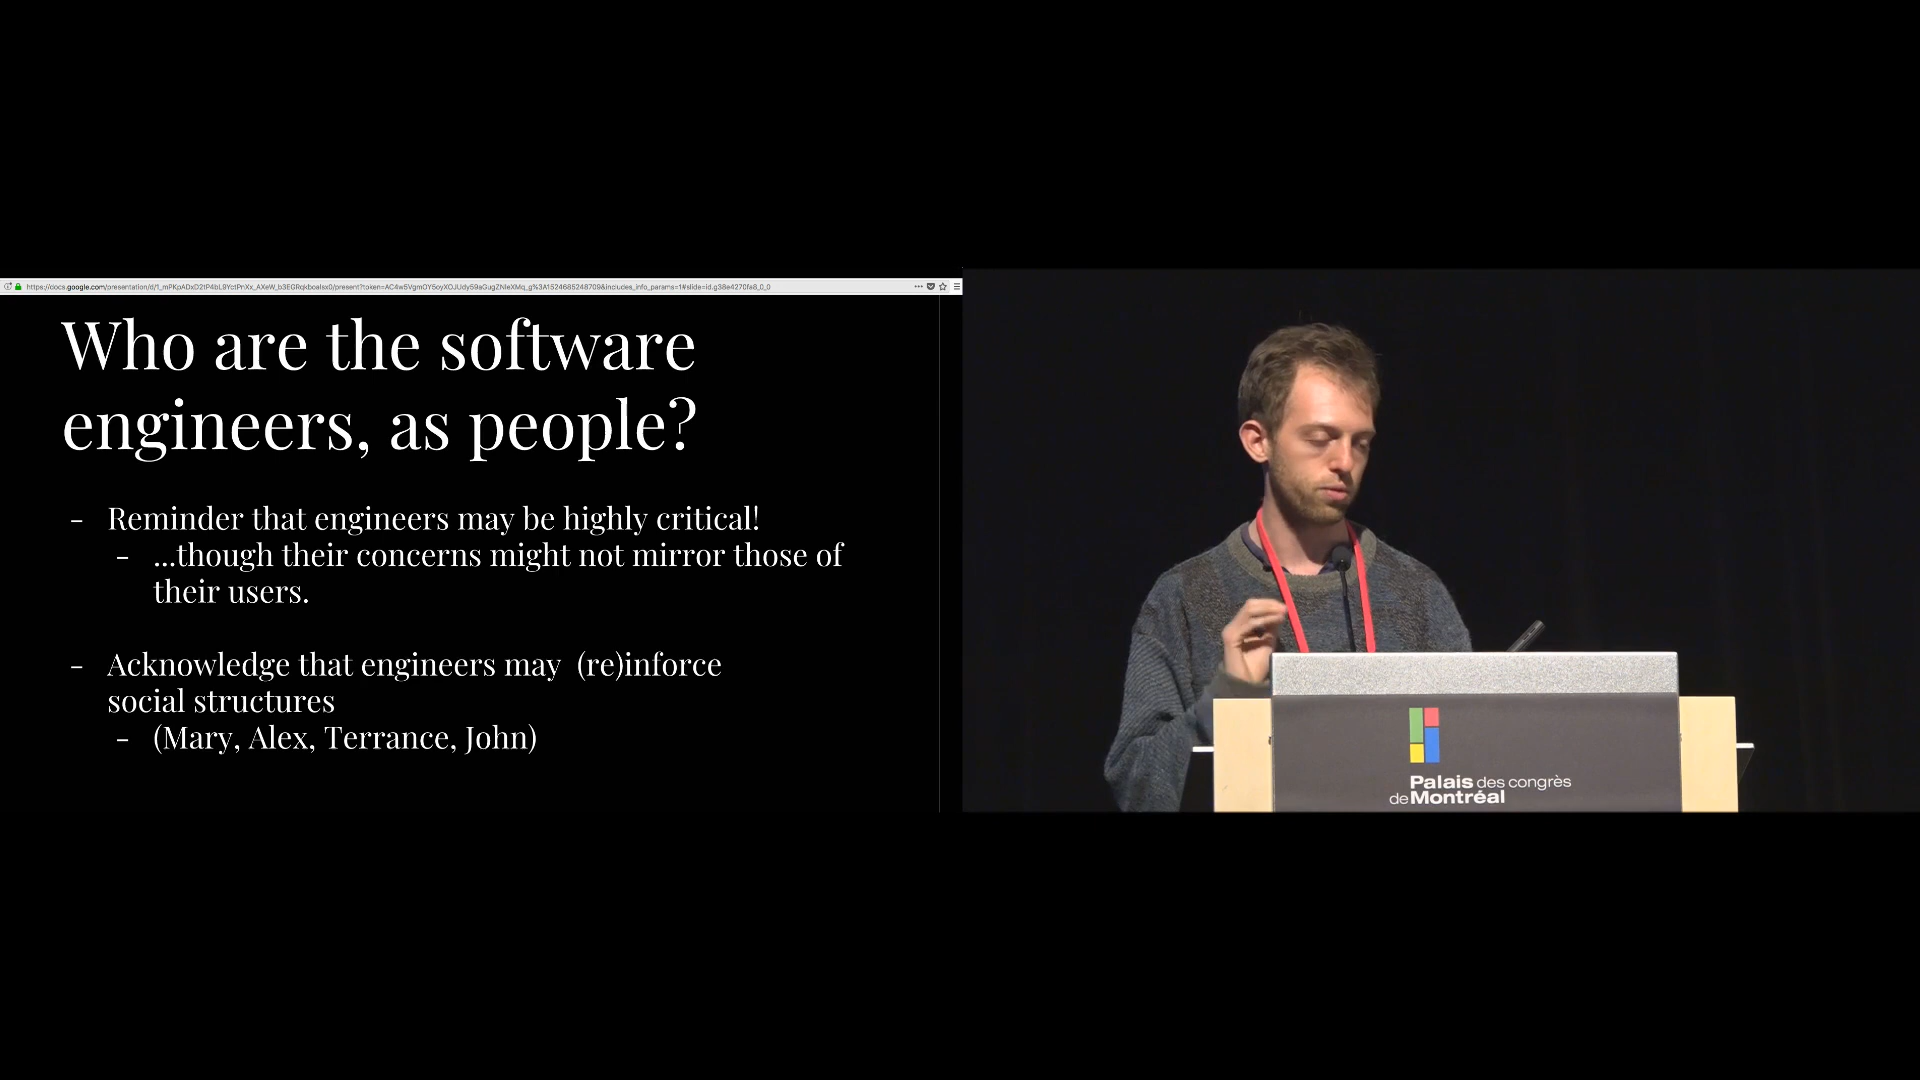 Who are the software
engineers, as people?
- Reminder that engineers may be highly critical!
- ...though their concerns might not mirror those of
their users.
- Acknowledge that engineers may (re)inforce
social structures
- (Mary, Alex, Terrance, John)
Palais des congrès
de Montréal